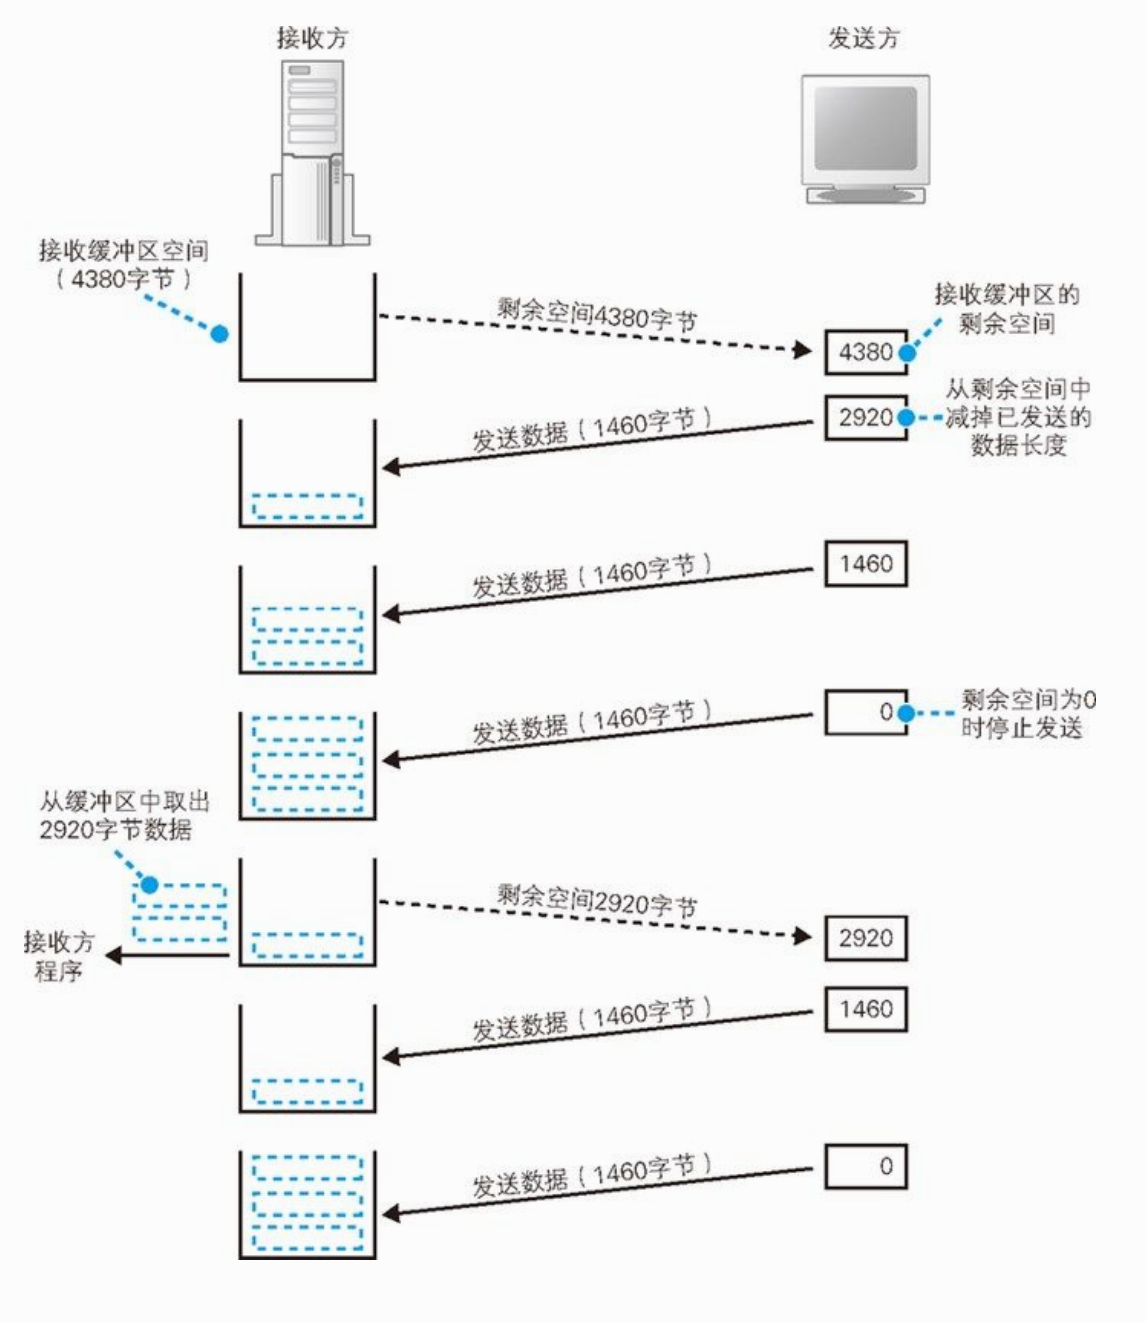 接收方
发送方
接收缓冲区空间
（4380字节）
剩余空间4380字节
接收缓冲区的
剩余空间
4380
从剩余空间中
减掉已发送的
数据长度
2920
发送数据（1460字节）
1460
发送数据（1460字节）
0
剩余空间为0
时停止发送
发送数据（1460字节）
从缓冲区中取出
2920字节数据
剩余空间2920字节
2920
接收方
程序
1460
发送数据（1460字节）
0
发送数据（1460字节）